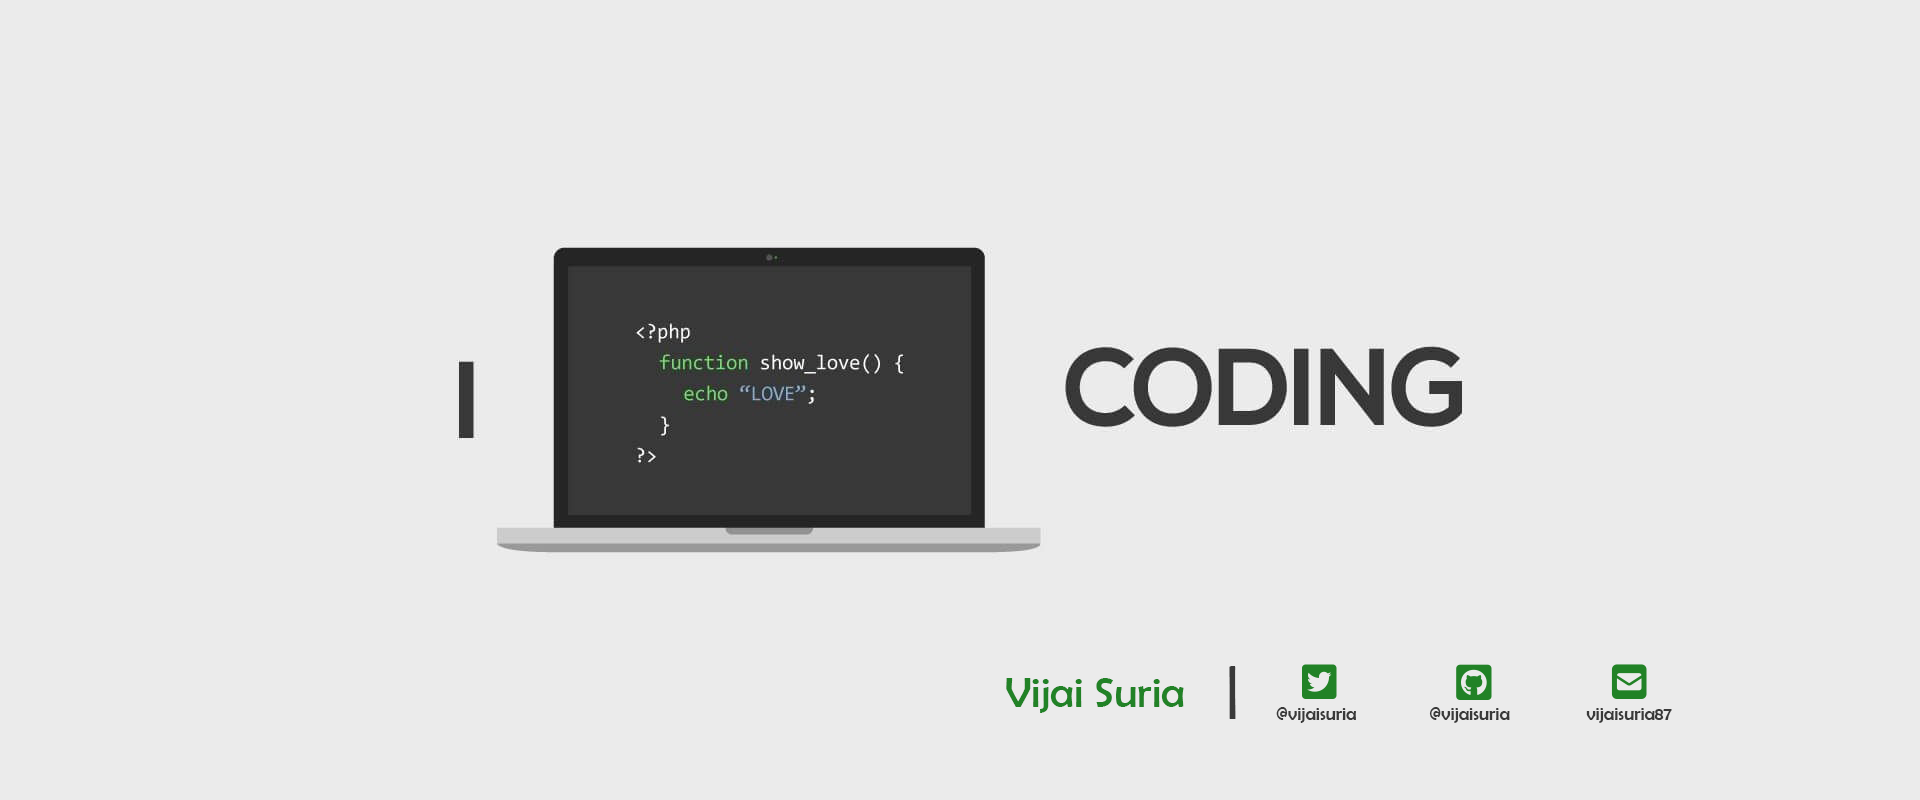 I
<?php
function show_love() {
echo “LOVE”;
}
?>
CODING
Vijai Suria
@vijaisuria
@vijaisuria
vijaisuria87